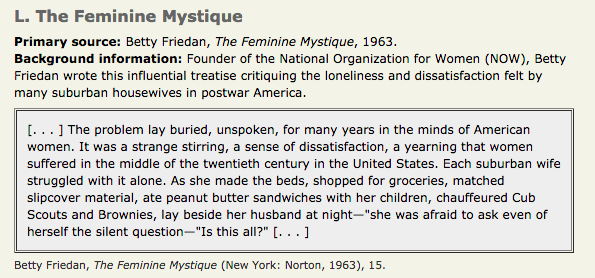 L. The Feminine Mystique
Primary source: Betty Friedan, The Feminine Mystique, 1963.
Background information: Founder of the National Organization for Women (NOW), Betty
Friedan wrote this influential treatise critiquing the loneliness and dissatisfaction felt by
many suburban housewives in postwar America.
[. . . ] The problem lay buried, unspoken, for many years in the minds of American
women. It was a strange stirring, a sense of dissatisfaction, a yearning that women
suffered in the middle of the twentieth century in the United States. Each suburban wife
struggled with it alone. As she made the beds, shopped for groceries, matched
slipcover material, ate peanut butter sandwiches with her children, chauffeured Cub
Scouts and Brownies, lay beside her husband at night—"she was afraid to ask even of
herself the silent question—"Is this all?" [. . . ]
Betty Friedan, The Feminine Mystique (New York: Norton, 1963), 15.